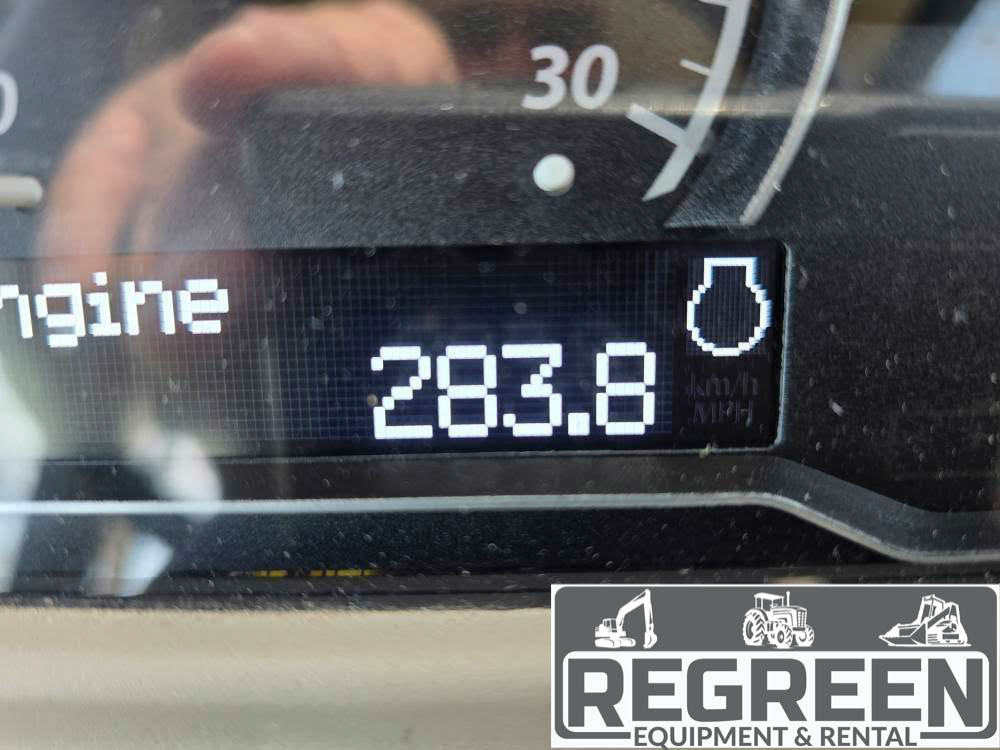 30
ngine
283.8
km/h
MPH
REGREEN
EQUIPMENT & RENTAL